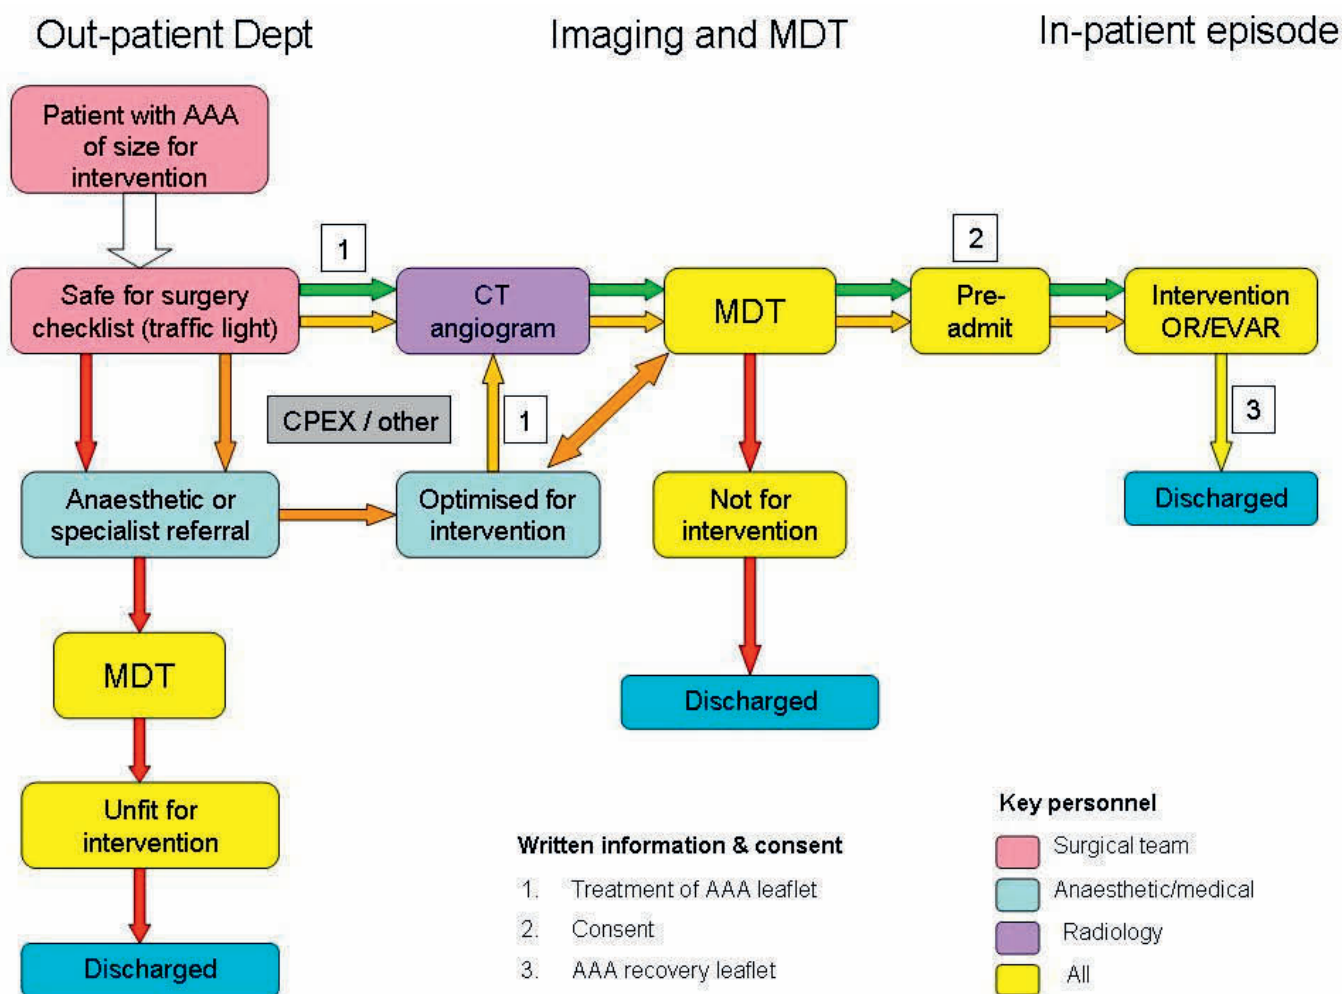 Out-patient Dept
Imaging and MDT
In-patient episode
Patient with AAA
of size for
intervention
1
2
Safe for surgery
checklist (traffic light)
CT
angiogram
MDT
Pre-
admit
Intervention
OR/EVAR
CPEX / other
1
3
Anaesthetic or
specialist referral
Optimised for
intervention
Not for
intervention
Discharged
MDT
Discharged
Unfit for
intervention
Discharged
Written information & consent
1. Treatment of AAA leaflet
2. Consent
3. AAA recovery leaflet
Key personnel
Surgical team
Anaesthetic/medical
Radiology
All